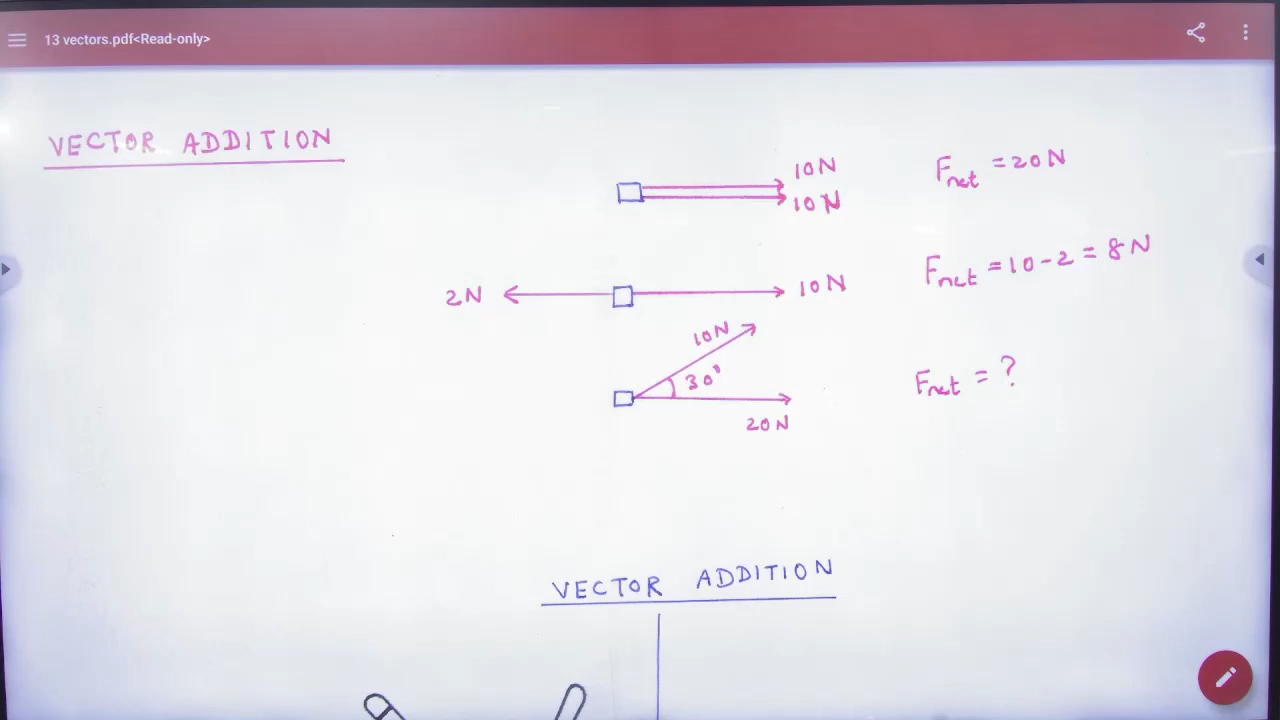 13 vectors.pdf<Read-only>
VECTOR ADDITION
10N
10N
Fnet = 20N
2N
10N
Fnet = 10 - 2 = 8N
10N
30°
20N
Fnet = ?
VECTOR ADDITION